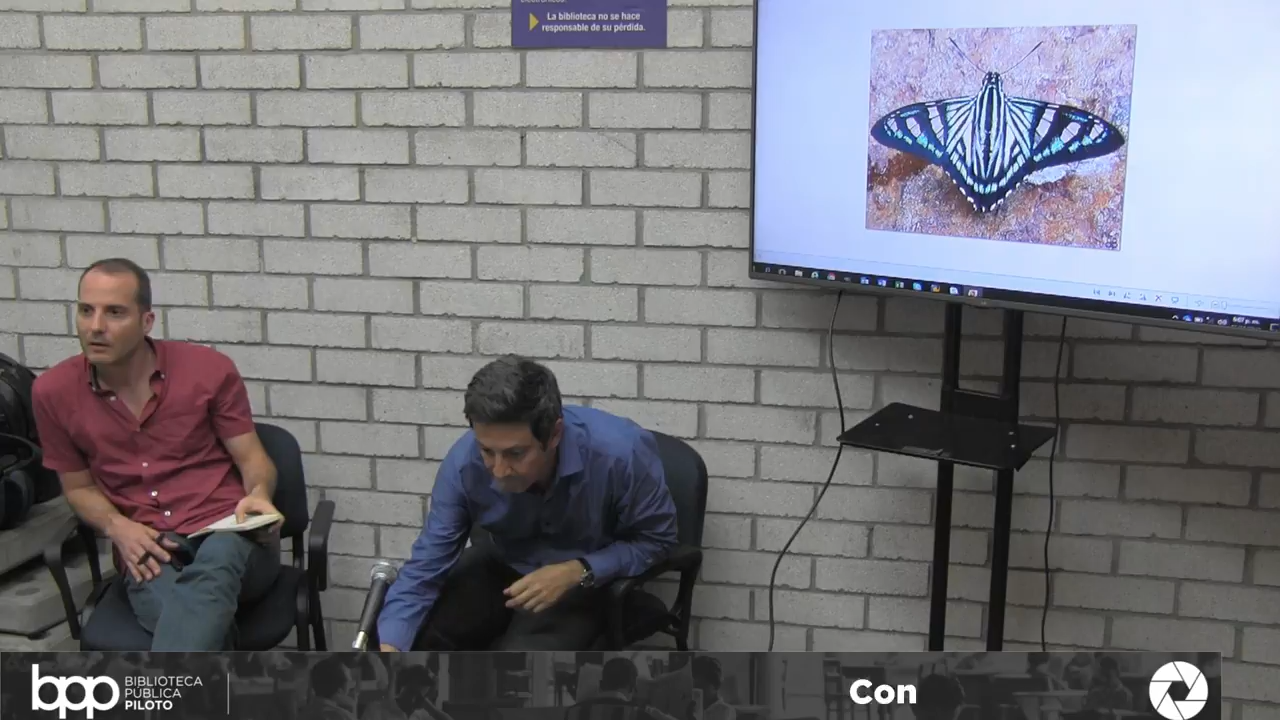 La biblioteca no se hace
responsable de su pérdida.
bpp
BIBLIOTECA
PÚBLICA
PILOTO
Con